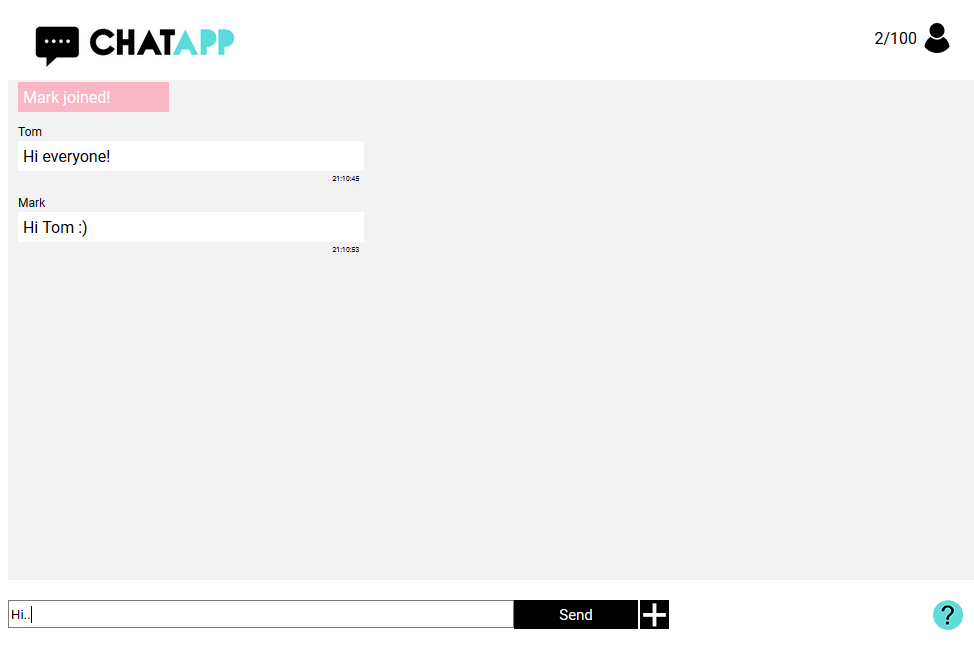 CHATAPP
2/100
Mark joined!
Tom
Hi everyone!
21:10:45
Mark
Hi Tom :)
21:10:53
Hi..
Send
?